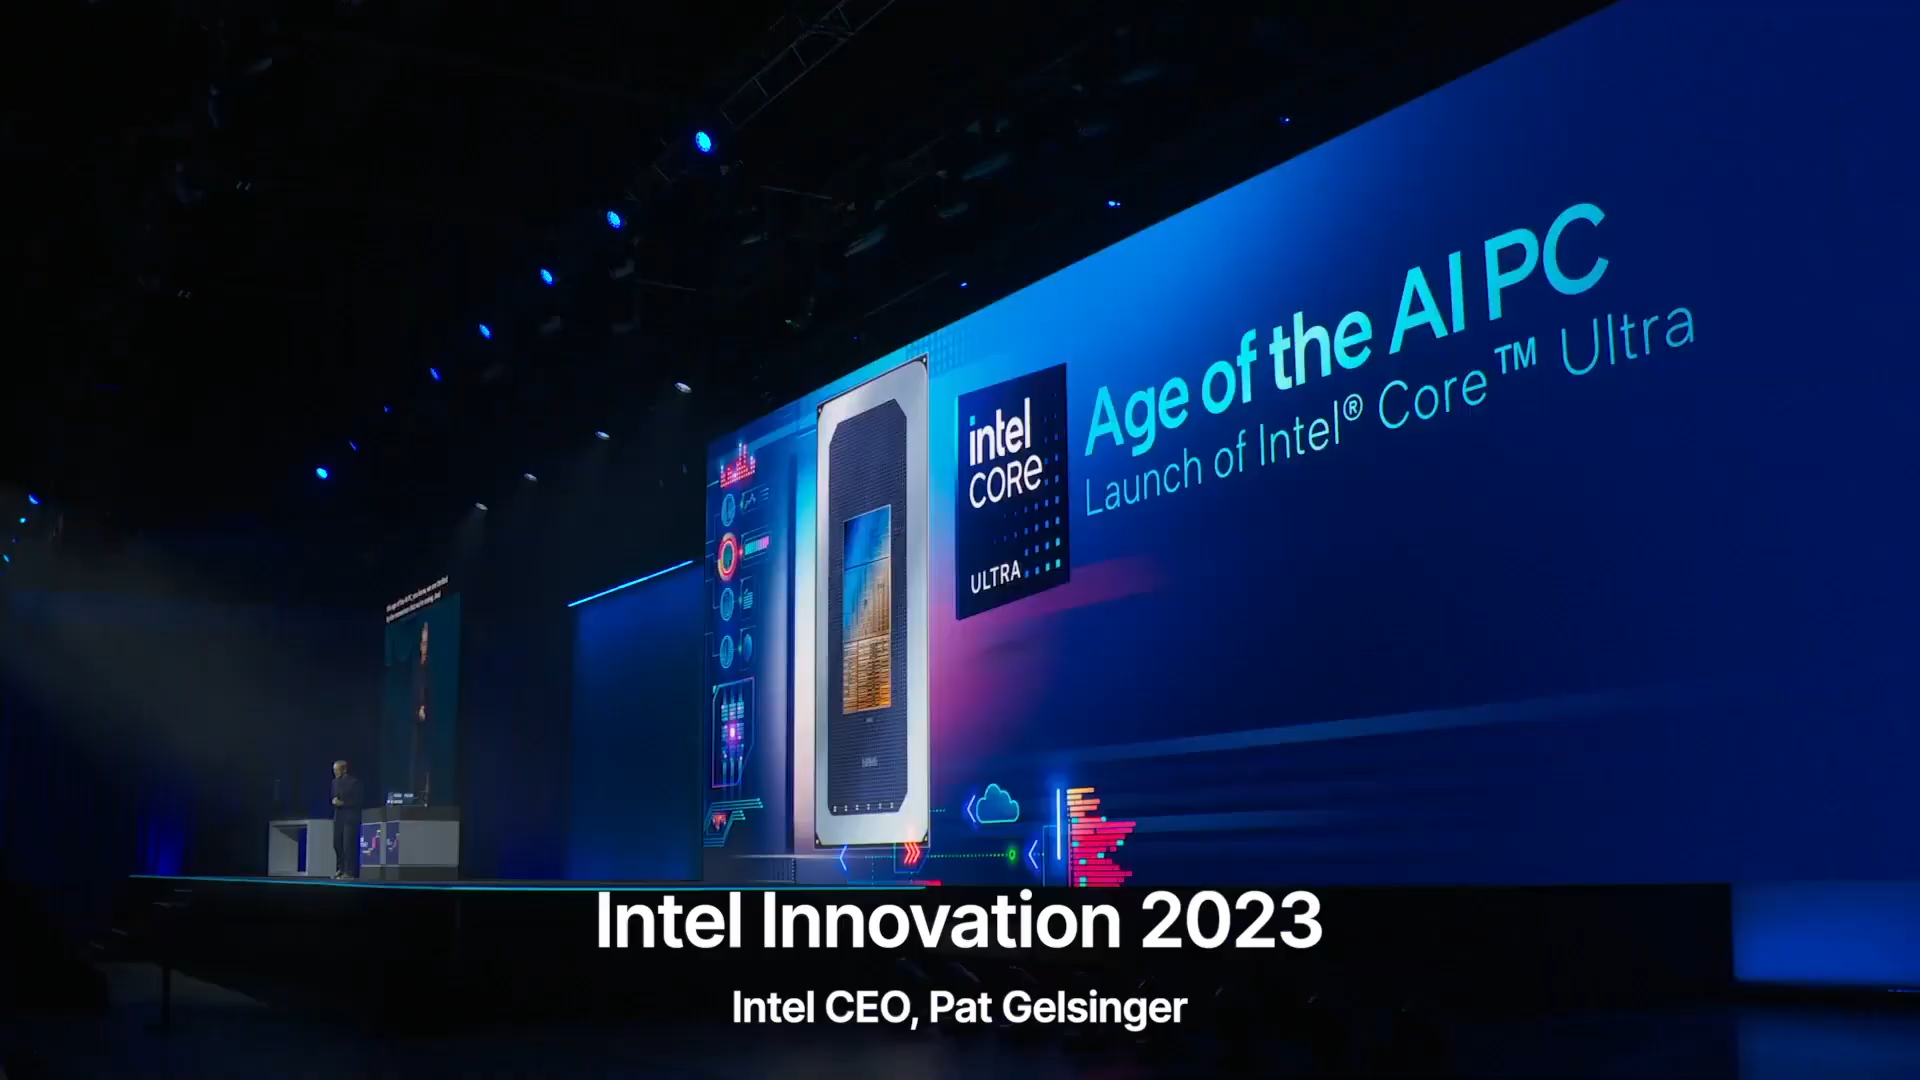 Age of the AI PC
Launch of Intel® Core™ Ultra
intel
CORE
ULTRA
Intel Innovation 2023
Intel CEO, Pat Gelsinger